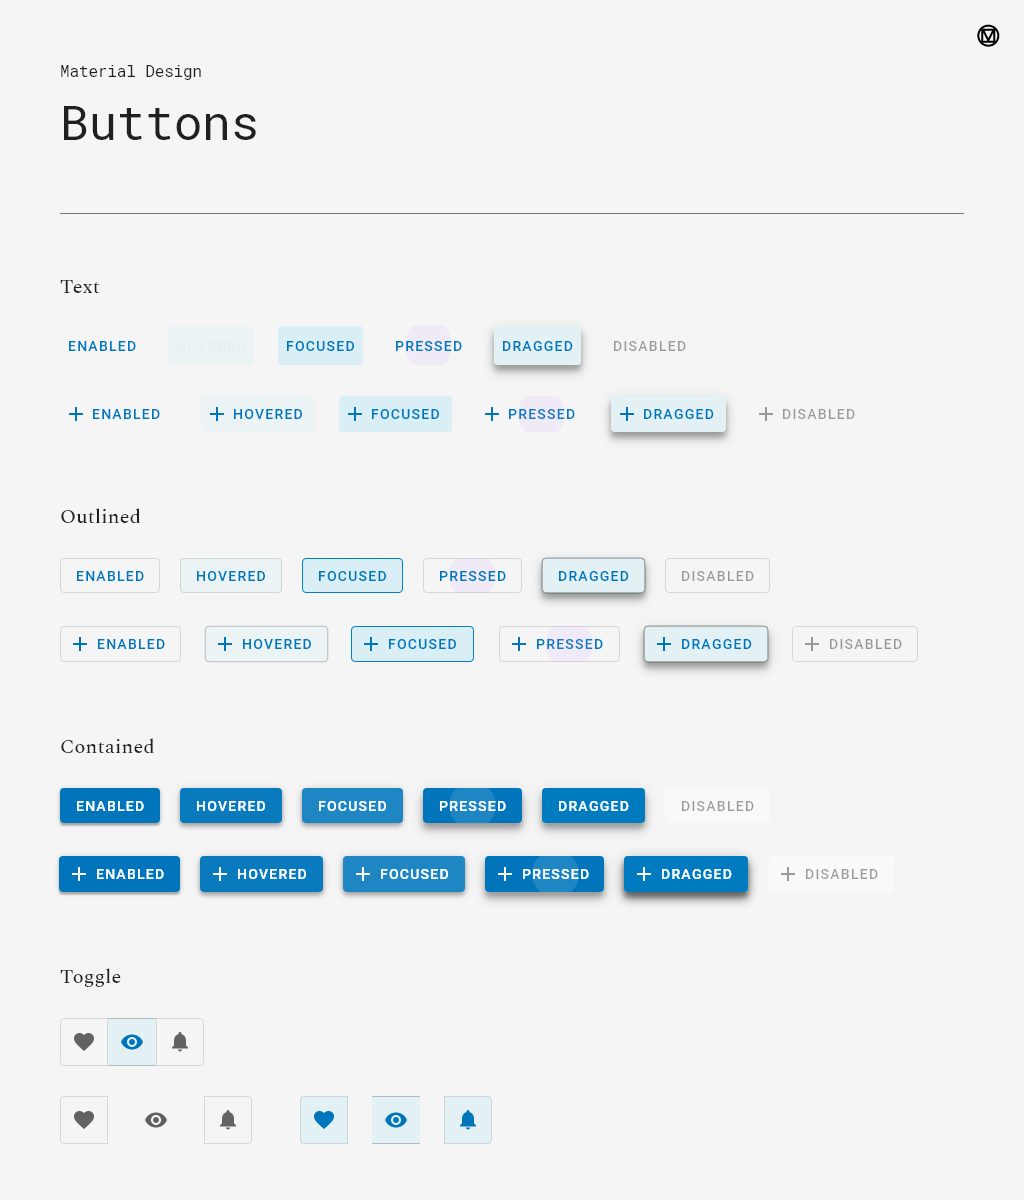 Material Design
Buttons
Text
ENABLED HOVERED FOCUSED PRESSED DRAGGED DISABLED
ENABLED HOVERED FOCUSED PRESSED DRAGGED DISABLED
Outlined
ENABLED HOVERED FOCUSED PRESSED DRAGGED DISABLED
ENABLED HOVERED FOCUSED PRESSED DRAGGED DISABLED
Contained
ENABLED HOVERED FOCUSED PRESSED DRAGGED DISABLED
ENABLED HOVERED FOCUSED PRESSED DRAGGED DISABLED
Toggle